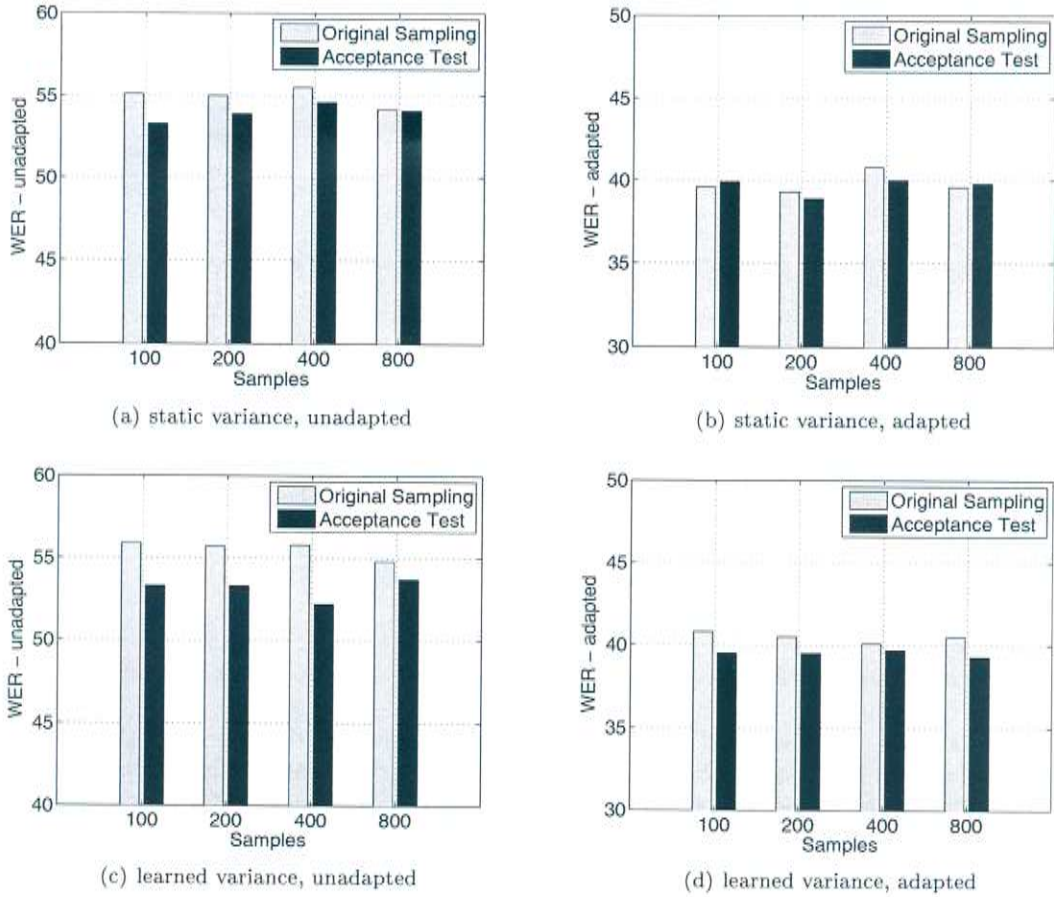 60
55
50
45
40
WER – unadapted
Original Sampling
Acceptance Test
100 200 400 800
Samples
(a) static variance, unadapted
50
45
40
35
30
WER – adapted
Original Sampling
Acceptance Test
100 200 400 800
Samples
(b) static variance, adapted
60
55
50
45
40
WER – unadapted
Original Sampling
Acceptance Test
100 200 400 800
Samples
(c) learned variance, unadapted
50
45
40
35
30
WER – adapted
Original Sampling
Acceptance Test
100 200 400 800
Samples
(d) learned variance, adapted